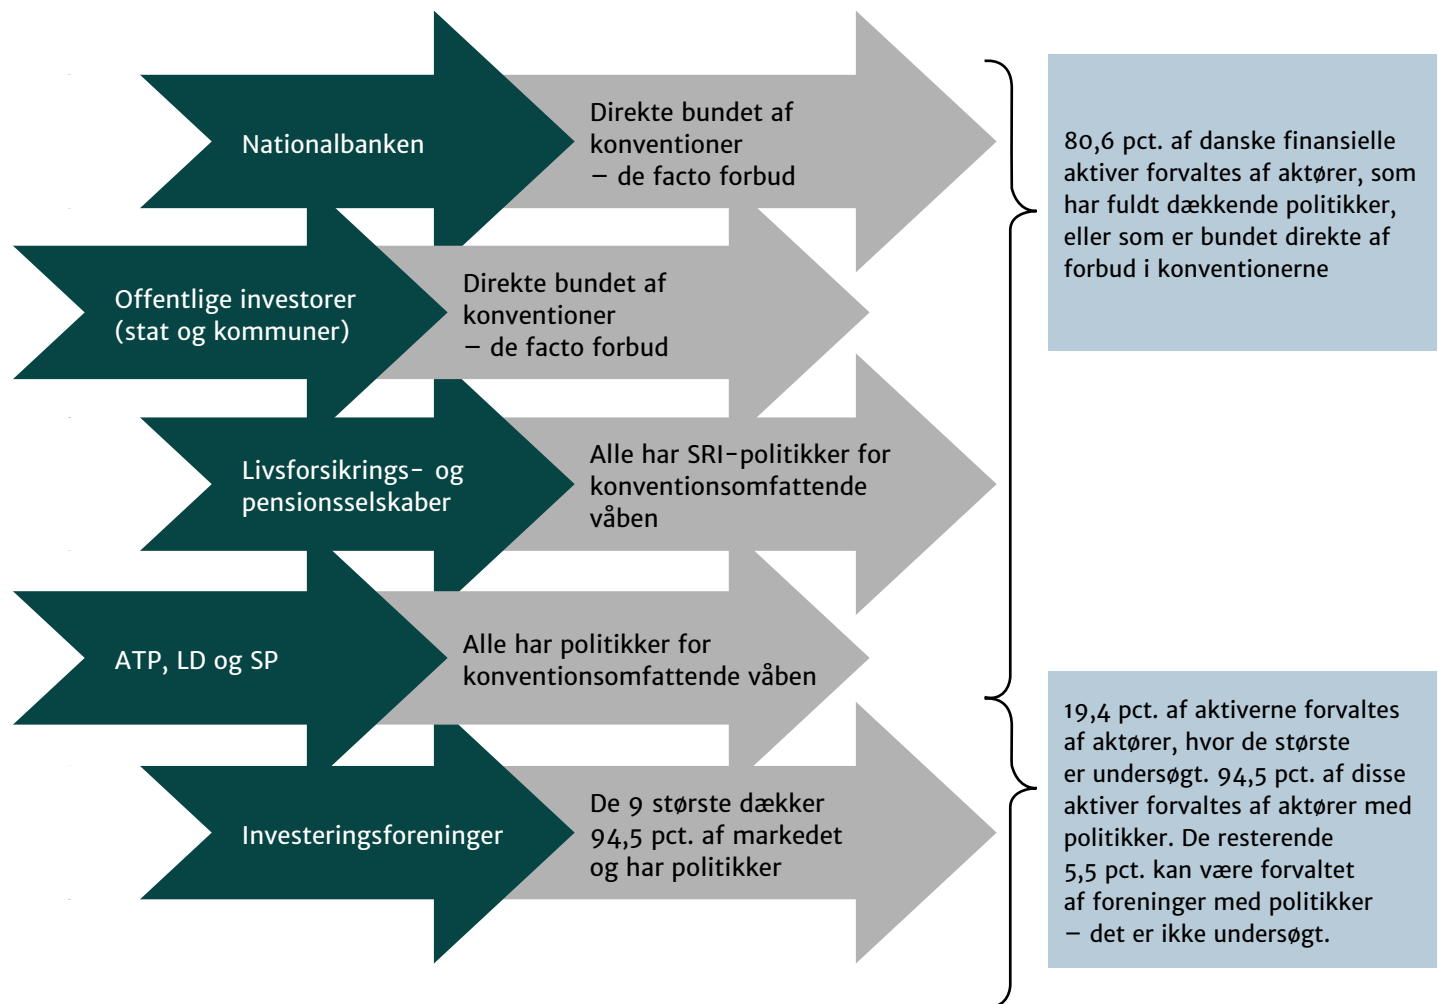 Nationalbanken
Direkte bundet af
konventioner
– de facto forbud
Offentlige investorer
(stat og kommuner)
Direkte bundet af
konventioner
– de facto forbud
Livsforsikrings- og
pensionsselskaber
Alle har SRI-politikker for
konventionsomfattende
våben
ATP, LD og SP
Alle har politikker for
konventionsomfattende våben
Investeringsforeninger
De 9 største dækker
94,5 pct. af markedet
og har politikker
80,6 pct. af danske finansielle
aktiver forvaltes af aktører, som
har fuldt dækkende politikker,
eller som er bundet direkte af
forbud i konventionerne
19,4 pct. af aktiverne forvaltes
af aktører, hvor de største
er undersøgt. 94,5 pct. af disse
aktiver forvaltes af aktører med
politikker. De resterende
5,5 pct. kan være forvaltet
af foreninger med politikker
– det er ikke undersøgt.